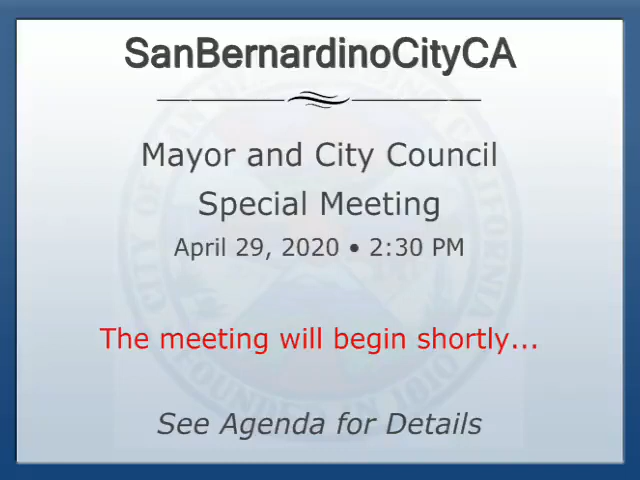 SanBernardinoCityCA
Mayor and City Council
Special Meeting
April 29, 2020 • 2:30 PM
The meeting will begin shortly...
See Agenda for Details